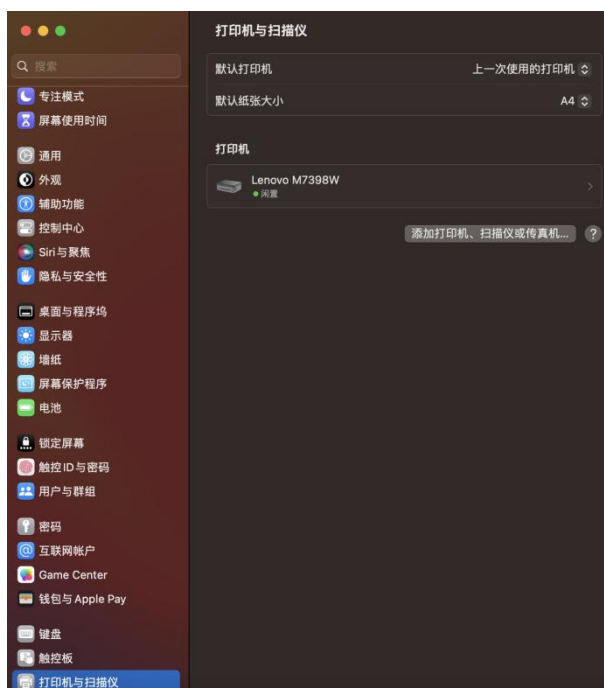 打印机与扫描仪
搜索
默认打印机 上一次使用的打印机
默认纸张大小 A4
专注模式
屏幕使用时间
通用
外观
辅助功能
控制中心
Siri与聚焦
隐私与安全性
桌面与程序坞
显示器
墙纸
屏幕保护程序
电池
锁定屏幕
触控ID与密码
用户与群组
密码
互联网帐户
Game Center
钱包与 Apple Pay
键盘
触控板
打印机与扫描仪
打印机
Lenovo M7398W
闲置
添加打印机、扫描仪或传真机...
?